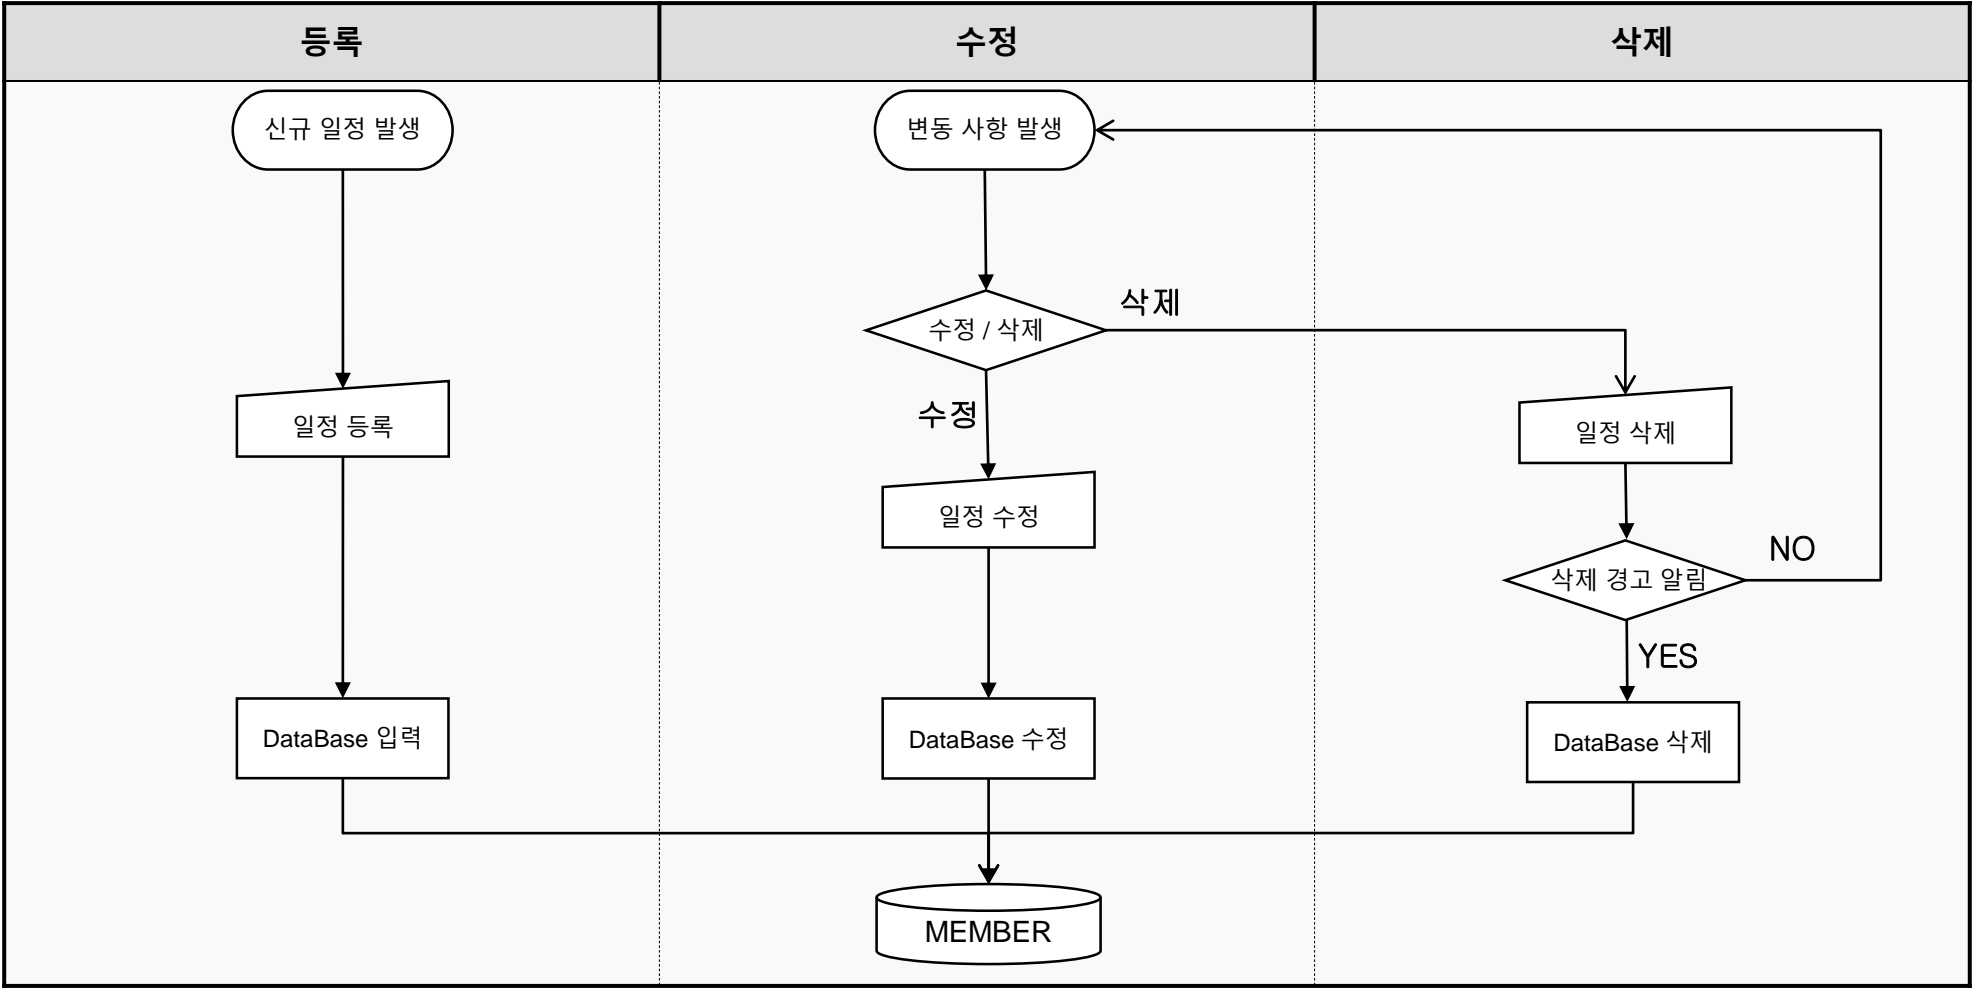 등록
수정
삭제
신규 일정 발생
변동 사항 발생
수정 / 삭제
삭제
수정
일정 등록
일정 삭제
일정 수정
삭제 경고 알림
NO
YES
DataBase 입력
DataBase 수정
DataBase 삭제
MEMBER